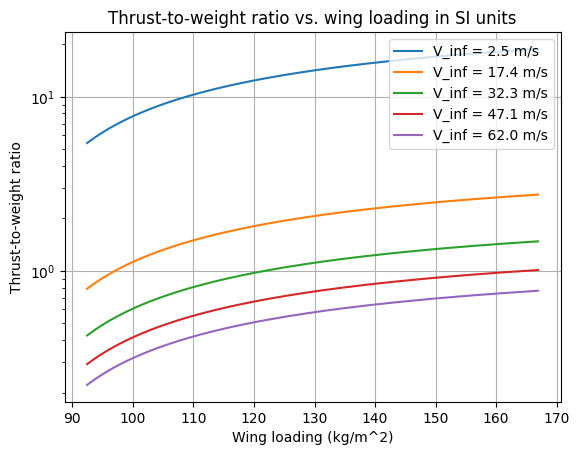 Thrust-to-weight ratio vs. wing loading in SI units
V_inf = 2.5 m/s
V_inf = 17.4 m/s
V_inf = 32.3 m/s
V_inf = 47.1 m/s
V_inf = 62.0 m/s
Thrust-to-weight ratio
10^1
10^0
90 100 110 120 130 140 150 160 170
Wing loading (kg/m^2)